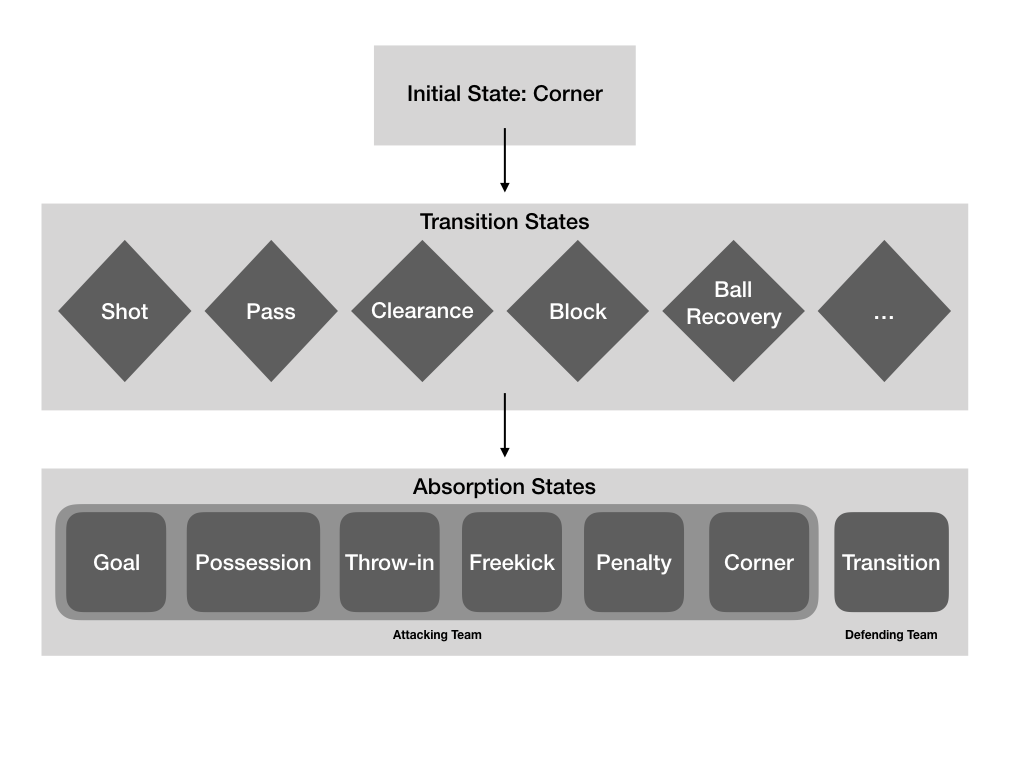 Initial State: Corner
Transition States
Shot
Pass
Clearance
Block
Ball
Recovery
...
Absorption States
Goal
Possession
Throw-in
Freekick
Penalty
Corner
Transition
Attacking Team
Defending Team